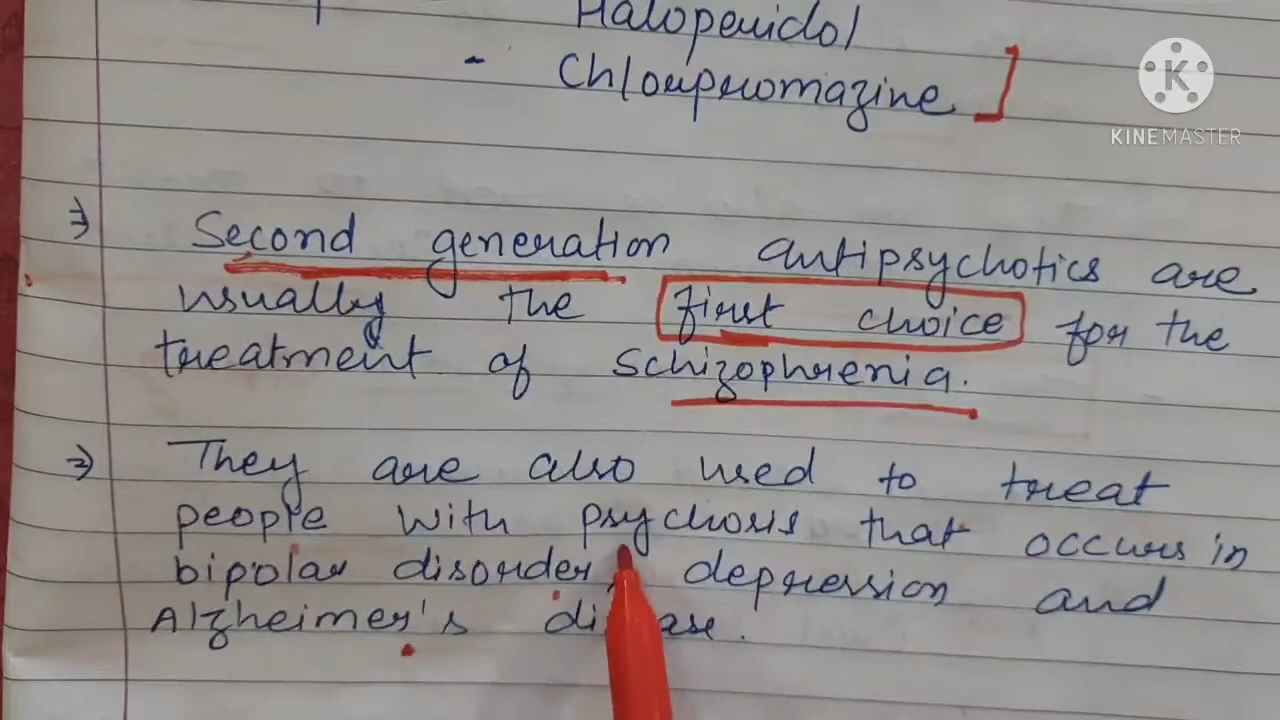 Haloperidol
- Chlorpromazine ]
K
KINEMASTER
⇒ Second generation antipsychotics are
usually the first choice for the
treatment of schizophrenia.
⇒ They are also used to treat
people with psychosis that occurs in
bipolar disorder, depression and
Alzheimer's